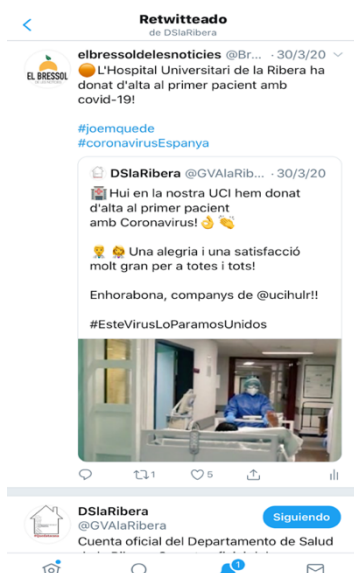 Retwitteado
de DSlaRibera
elbressoldelesnoticies @Br... · 30/3/20
EL BRESSOL
L'Hospital Universitari de la Ribera ha
donat d'alta al primer pacient amb
covid-19!
#joemquede
#coronavirusEspanya
DSlaRibera @GVAlaRib... · 30/3/20
Hui en la nostra UCI hem donat
d'alta al primer pacient
amb Coronavirus!
Una alegria i una satisfacció
molt gran per a totes i tots!
Enhorabona, companys de @ucihulr!!
#EsteVirusLoParamosUnidos
1
5
DSlaRibera
@GVAlaRibera
Siguiendo
Cuenta oficial del Departamento de Salud
1